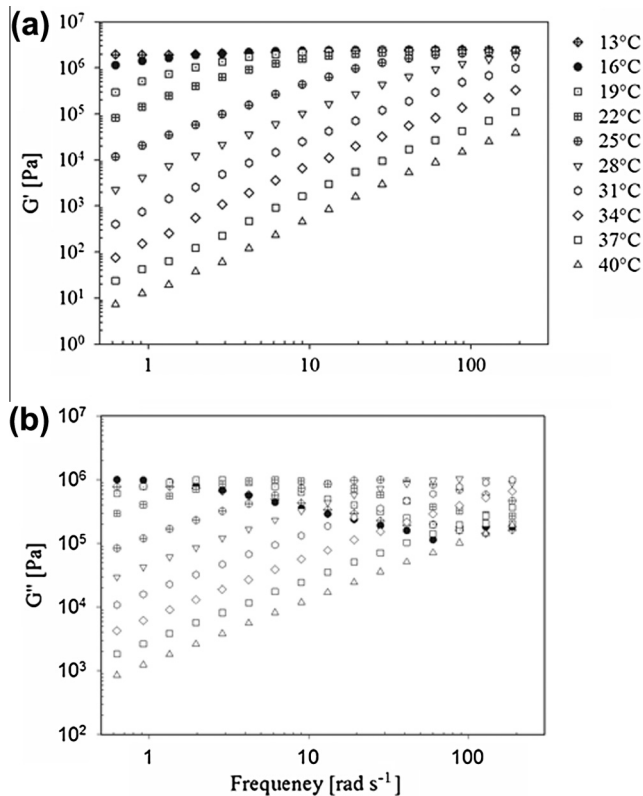 (a)
10⁷
10⁶
10⁵
10⁴
10³
10²
10¹
10⁰
G' [Pa]
1
10
100
13°C
16°C
19°C
22°C
25°C
28°C
31°C
34°C
37°C
40°C
(b)
10⁷
10⁶
10⁵
10⁴
10³
10²
G" [Pa]
1
10
100
Frequeney [rad s⁻¹]